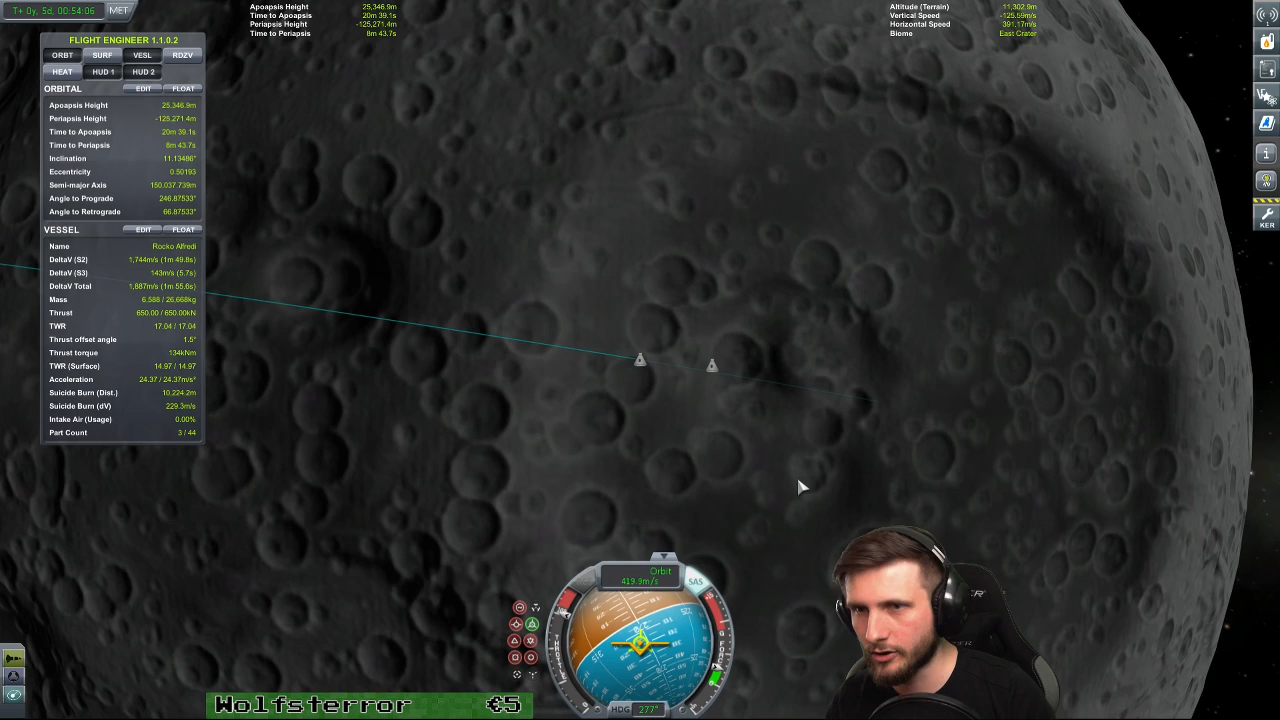 T+ 0y, 5d, 00:54:06 MET
Apoapsis Height 25,346.9m
Time to Apoapsis 20m 39.1s
Periapsis Height -125,271.4m
Time to Periapsis 8m 43.7s
Altitude (Terrain) 11,302.9m
Vertical Speed -125.59m/s
Horizontal Speed 391.17m/s
Biome East Crater
FLIGHT ENGINEER 1.1.0.2
ORBT SURF VESL RDZV
HEAT HUD 1 HUD 2
ORBITAL EDIT FLOAT
Apoapsis Height 25,346.9m
Periapsis Height -125,271.4m
Time to Apoapsis 20m 39.1s
Time to Periapsis 8m 43.7s
Inclination 11.13486°
Eccentricity 0.50193
Semi-major Axis 150,037.739m
Angle to Prograde 246.87533°
Angle to Retrograde 66.87533°
VESSEL EDIT FLOAT
Name Rocko Alfredi
DeltaV (S2) 1,744m/s (1m 49.8s)
DeltaV (S3) 143m/s (5.7s)
DeltaV Total 1,887m/s (1m 55.6s)
Mass 6,588 / 26,668kg
Thrust 650.00 / 650.00kN
TWR 17.04 / 17.04
Thrust offset angle 1.5°
Thrust torque 134kNm
TWR (Surface) 14.97 / 14.97
Acceleration 24.37 / 24.37m/s²
Suicide Burn (Dist.) 10,224.2m
Suicide Burn (dV) 229.3m/s
Intake Air (Usage) 0.00%
Part Count 3 / 44
KER
Orbit
419.9m/s
SAS
HDG 277°
Wolfsterror €5